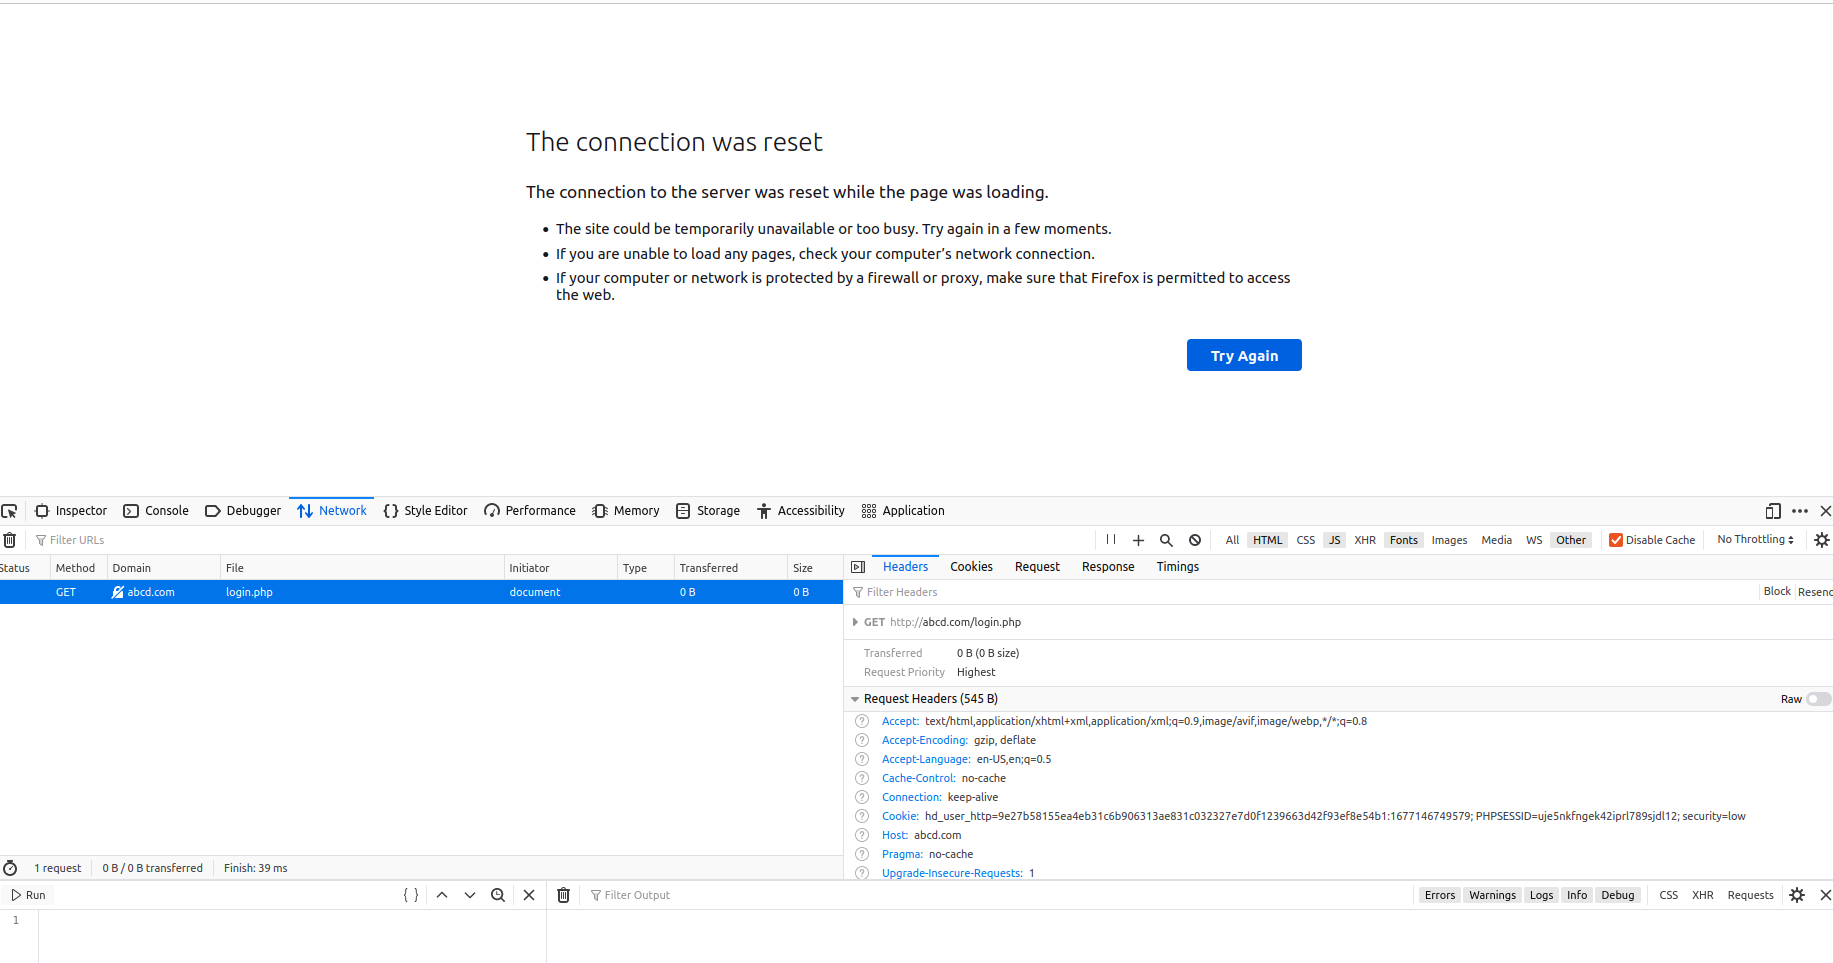 The connection was reset
The connection to the server was reset while the page was loading.
• The site could be temporarily unavailable or too busy. Try again in a few moments.
• If you are unable to load any pages, check your computer’s network connection.
• If your computer or network is protected by a firewall or proxy, make sure that Firefox is permitted to access
the web.
Try Again
Inspector Console Debugger Network Style Editor Performance Memory Storage Accessibility Application
Filter URLs
All HTML CSS JS XHR Fonts Images Media WS Other Disable Cache No Throttling
Status Method Domain File Initiator Type Transferred Size
GET abcd.com login.php document 0 B 0 B
Headers Cookies Request Response Timings
Filter Headers Block Resend
GET http://abcd.com/login.php
Transferred 0 B (0 B size)
Request Priority Highest
Request Headers (545 B) Raw
Accept: text/html,application/xhtml+xml,application/xml;q=0.9,image/avif,image/webp,*/*;q=0.8
Accept-Encoding: gzip, deflate
Accept-Language: en-US,en;q=0.5
Cache-Control: no-cache
Connection: keep-alive
Cookie: hd_user_http=9e27b58155ea4eb31c6b906313ae831c032327e7d0f1239663d42f93ef8e54b1:1677146749579; PHPSESSID=uje5nkfngek42iprl789sjdl12; security=low
Host: abcd.com
Pragma: no-cache
Upgrade-Insecure-Requests: 1
1 request 0 B / 0 B transferred Finish: 39 ms
Run { } Filter Output Errors Warnings Logs Info Debug CSS XHR Requests
1